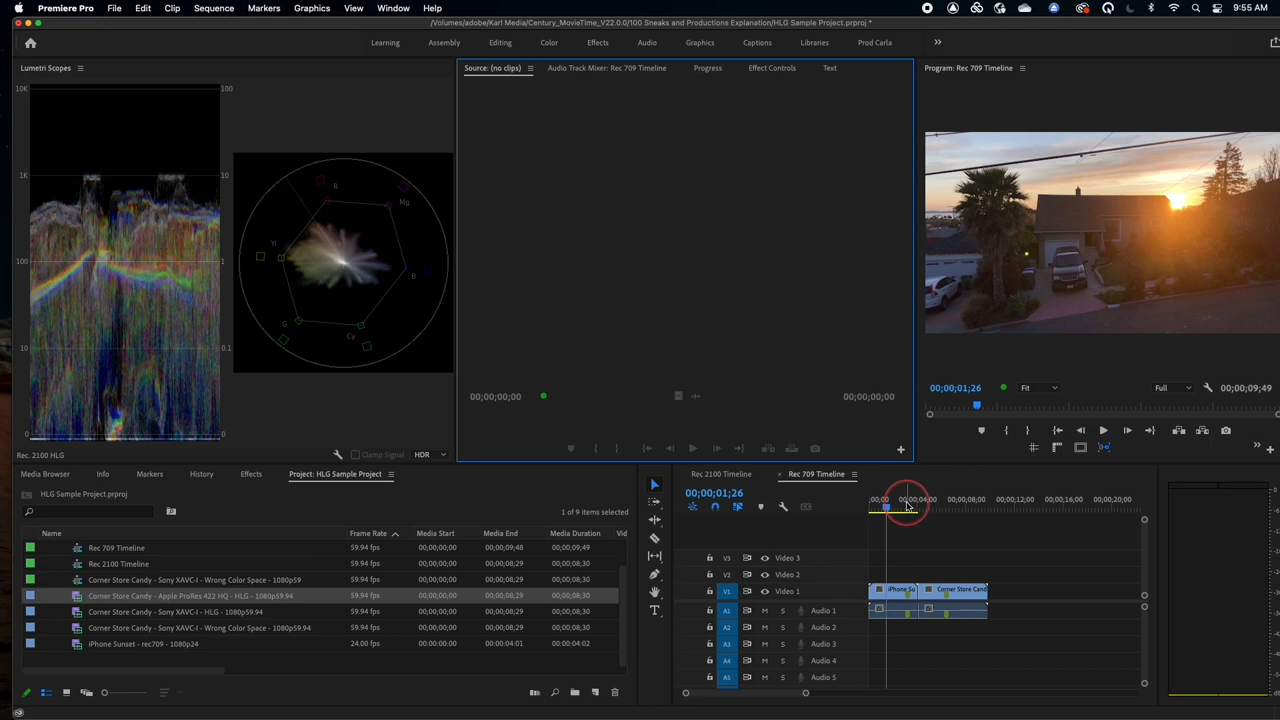 Premiere Pro File Edit Clip Sequence Markers Graphics View Window Help 9:55 AM
/Volumes/adobe/Karl Media/Century_MovieTime_V22.0.0/100 Sneaks and Productions Explanation/HLG Sample Project.prproj *
Learning Assembly Editing Color Effects Audio Graphics Captions Libraries Prod Carla
Lumetri Scopes
Source: (no clips) Audio Track Mixer: Rec 709 Timeline Progress Effect Controls Text
Program: Rec 709 Timeline
10K 100
1K 10
100 1
10 0.1
0 0
R
Mg
Yl
B
G
Cy
Rec. 2100 HLG Clamp Signal HDR
00;00;00;00 00;00;00;00
00;00;01;26 Fit Full 00;00;09;49
Media Browser Info Markers History Effects Project: HLG Sample Project
HLG Sample Project.prproj
1 of 9 items selected
Name Frame Rate Media Start Media End Media Duration Vid
Rec 709 Timeline 59.94 fps 00;00;00;00 00;00;09;48 00;00;09;49
Rec 2100 Timeline 59.94 fps 00;00;00;00 00;00;08;29 00;00;08;30
Corner Store Candy - Sony XAVC-I - Wrong Color Space - 1080p59 59.94 fps 00;00;00;00 00;00;08;29 00;00;08;30
Corner Store Candy - Apple ProRes 422 HQ - HLG - 1080p59.94 59.94 fps 00;00;00;00 00;00;08;29 00;00;08;30
Corner Store Candy - Sony XAVC-I - HLG - 1080p59.94 59.94 fps 00;00;00;00 00;00;08;29 00;00;08;30
Corner Store Candy - Sony XAVC-I - Wrong Color Space - 1080p59.94 59.94 fps 00;00;00;00 00;00;08;29 00;00;08;30
iPhone Sunset - rec709 - 1080p24 24.00 fps 00:00:00:00 00:00:04:01 00:00:04:02
Rec 2100 Timeline × Rec 709 Timeline
00;00;01;26
;00;00 00;00;04;00 00;00;08;00 00;00;12;00 00;00;16;00 00;00;20;00
V3 Video 3
V2 Video 2
V1 Video 1 iPhone Su Corner Store Cand
A1 M S Audio 1
A2 M S Audio 2
A3 M S Audio 3
A4 M S Audio 4
A5 M S Audio 5